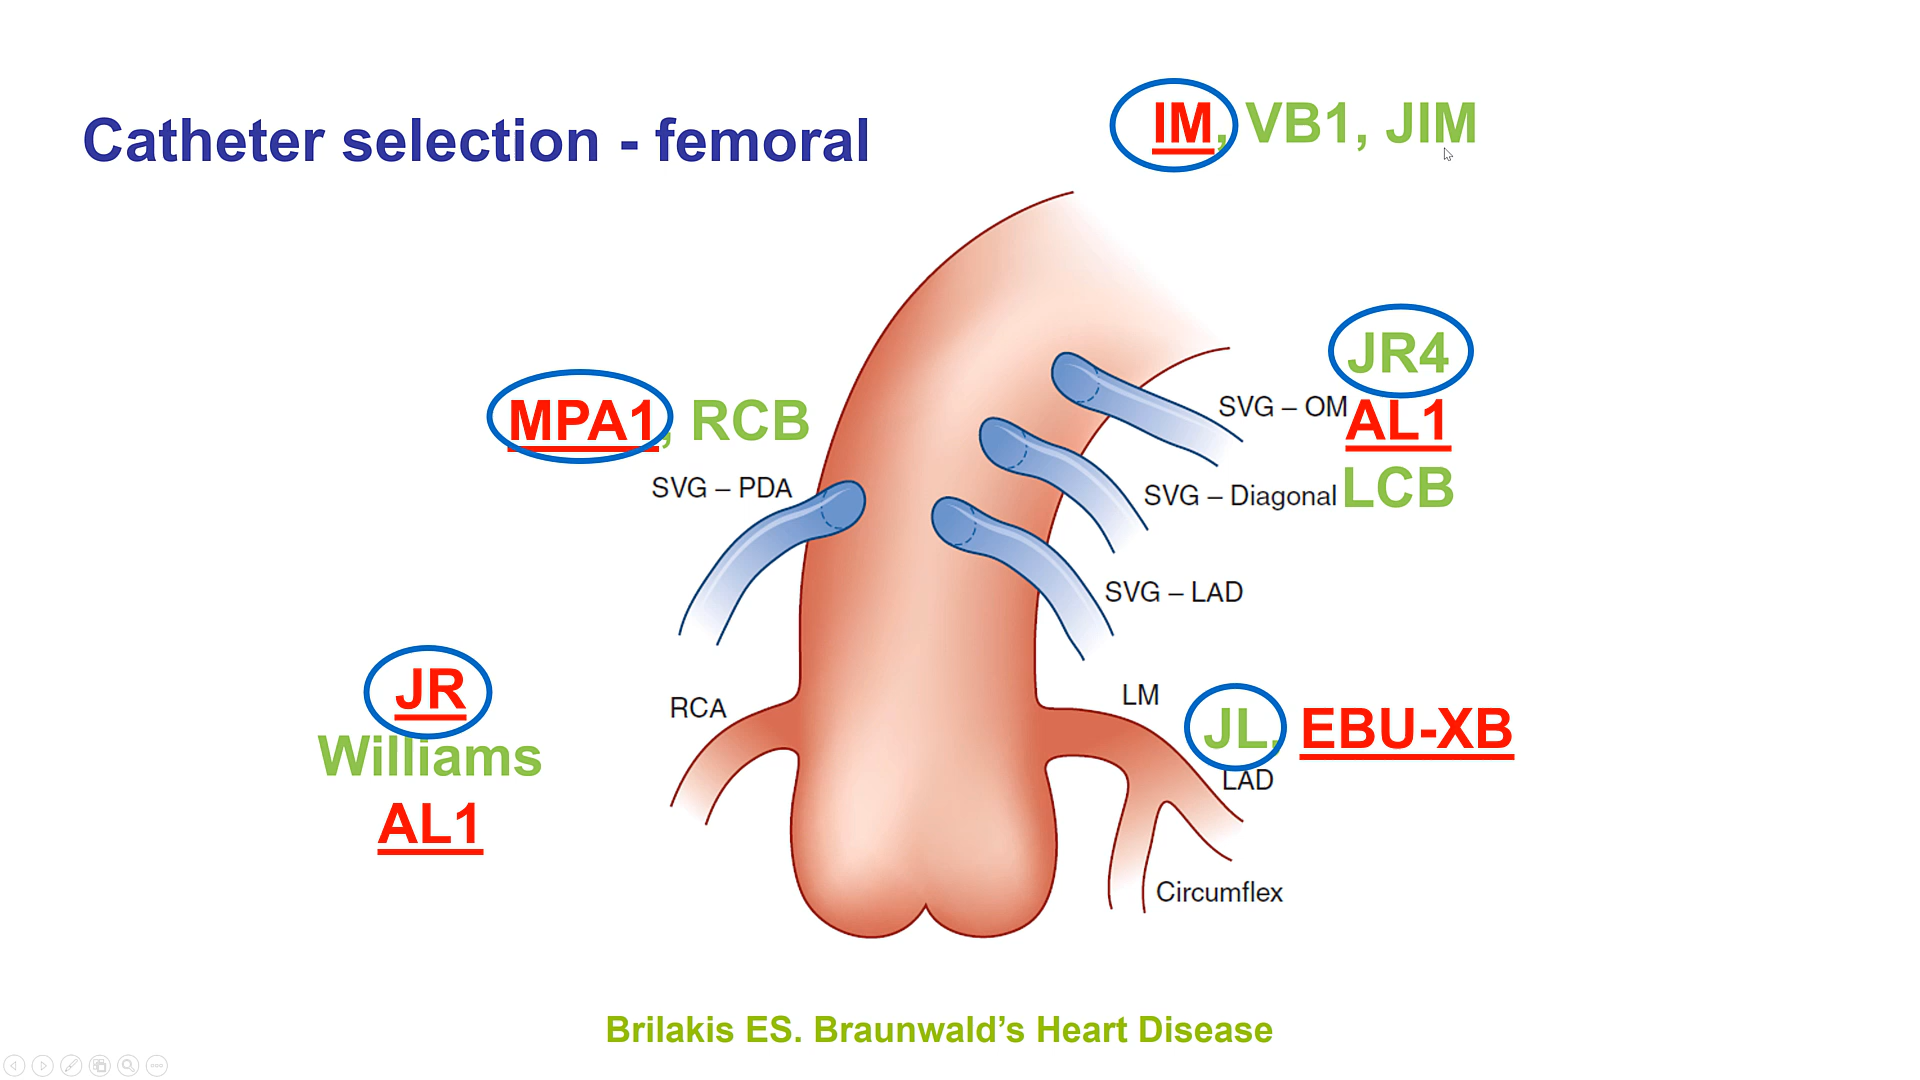 Catheter selection - femoral
IM, VB1, JIM
JR4
SVG – OM
AL1
MPA1, RCB
SVG – PDA
SVG – Diagonal
LCB
SVG – LAD
JR
Williams
AL1
RCA
LM
JL, EBU-XB
LAD
Circumflex
Brilakis ES. Braunwald's Heart Disease